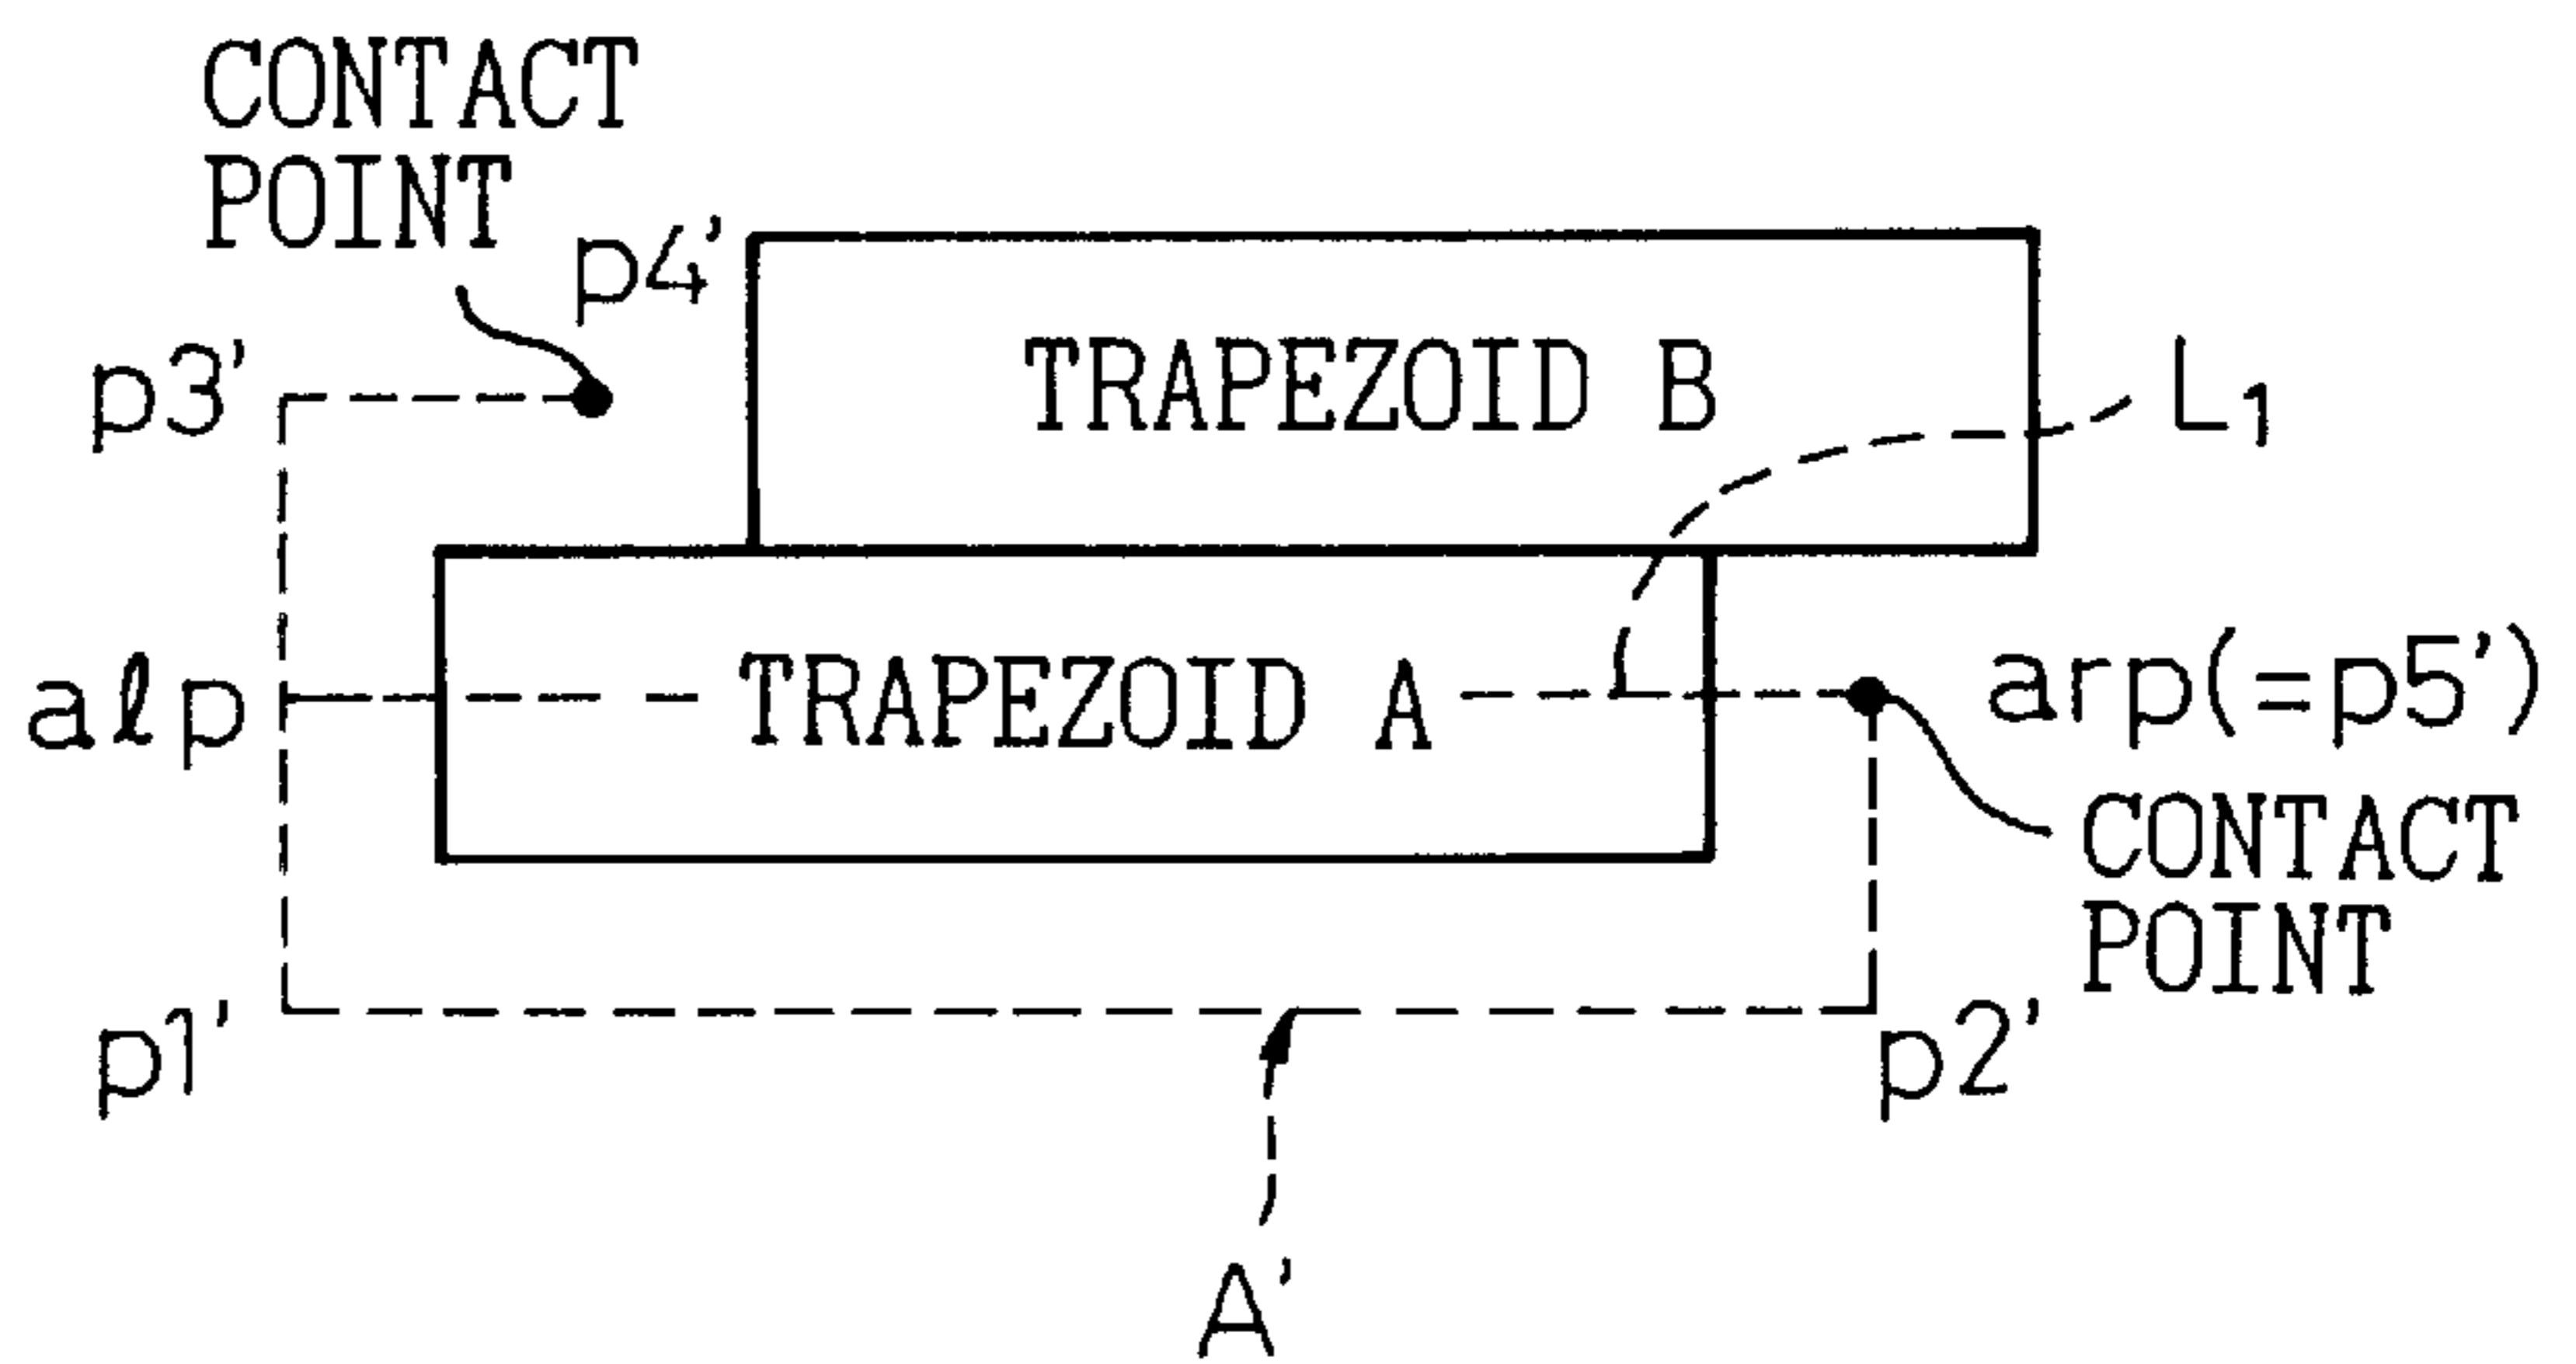 CONTACT
POINT
p4'
p3'
TRAPEZOID B
L₁
aℓp
TRAPEZOID A
arp(=p5')
CONTACT
POINT
p1'
p2'
A'